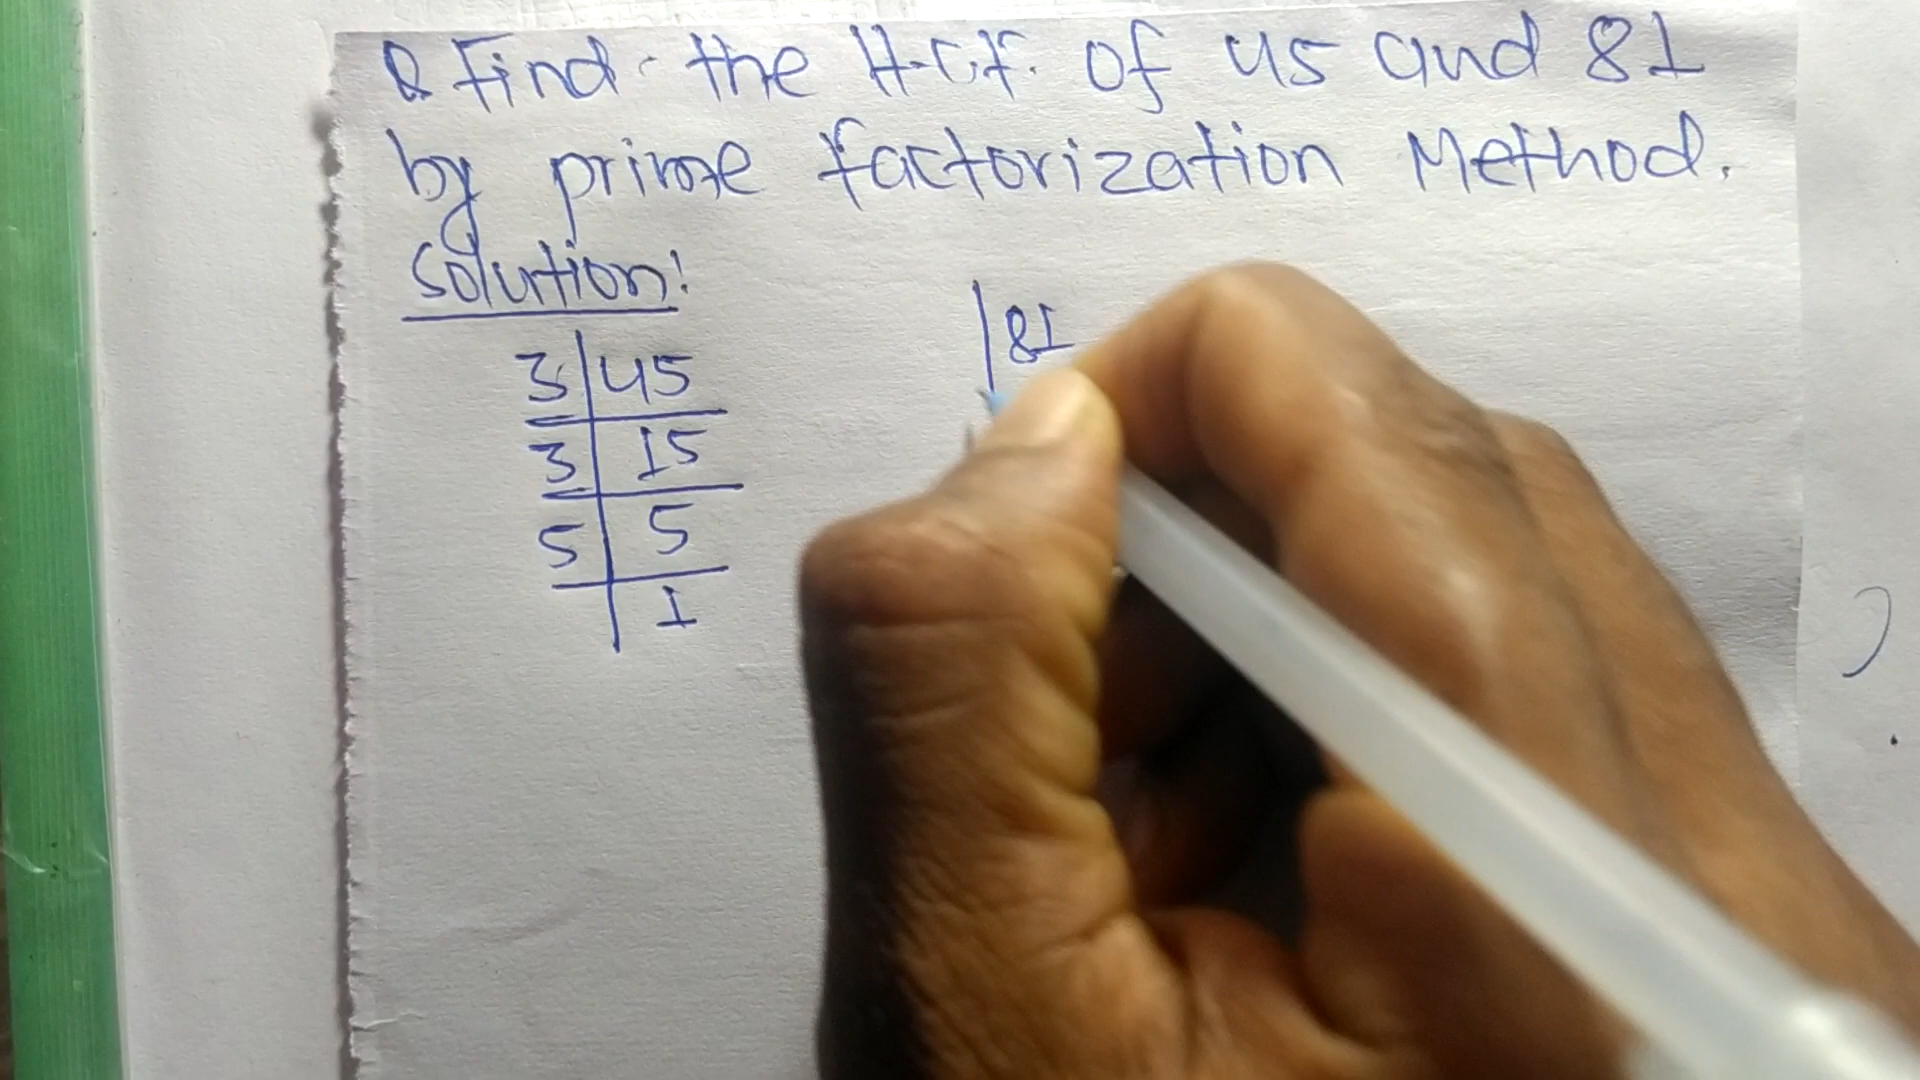 Q Find the H.C.F. of 45 and 81
by prime factorization Method.
Solution:
3 45
3 15
5 5
1
81